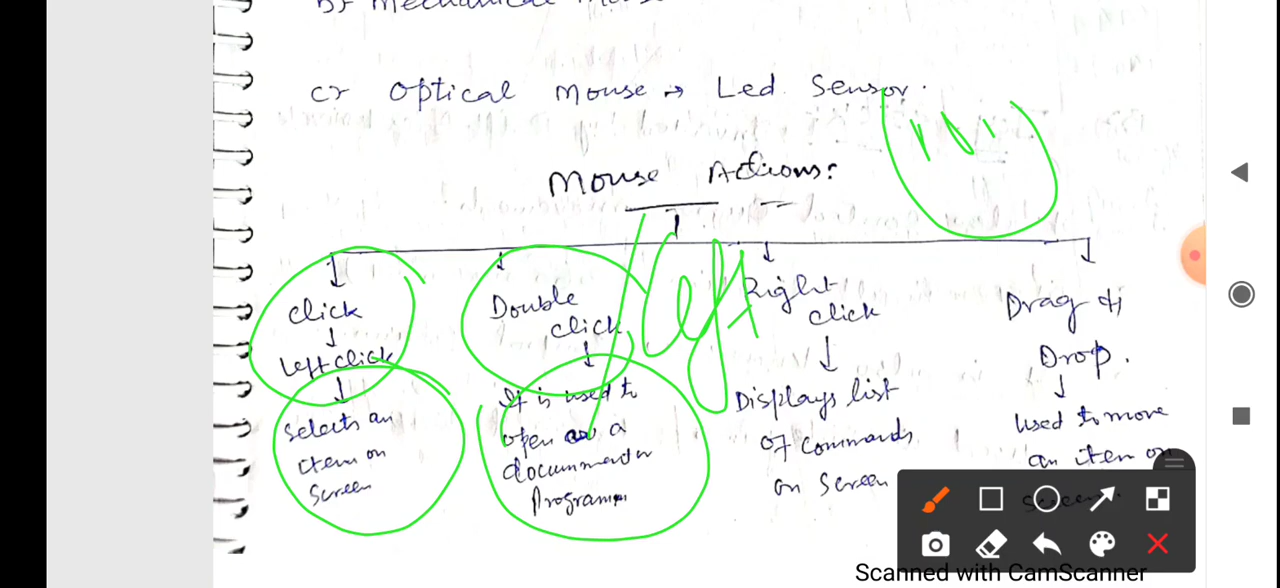 c> Optical Mouse → Led Sensor.
Mouse Actions:
Click
↓
Left click
↓
Selects an
item on
Screen
Double
click
↓
It is used to
open a
document or
Program
Left
Right
click
↓
Displays list
of commands
on screen
Drag &
Drop.
↓
Used to move
an item on
Scanned with CamScanner